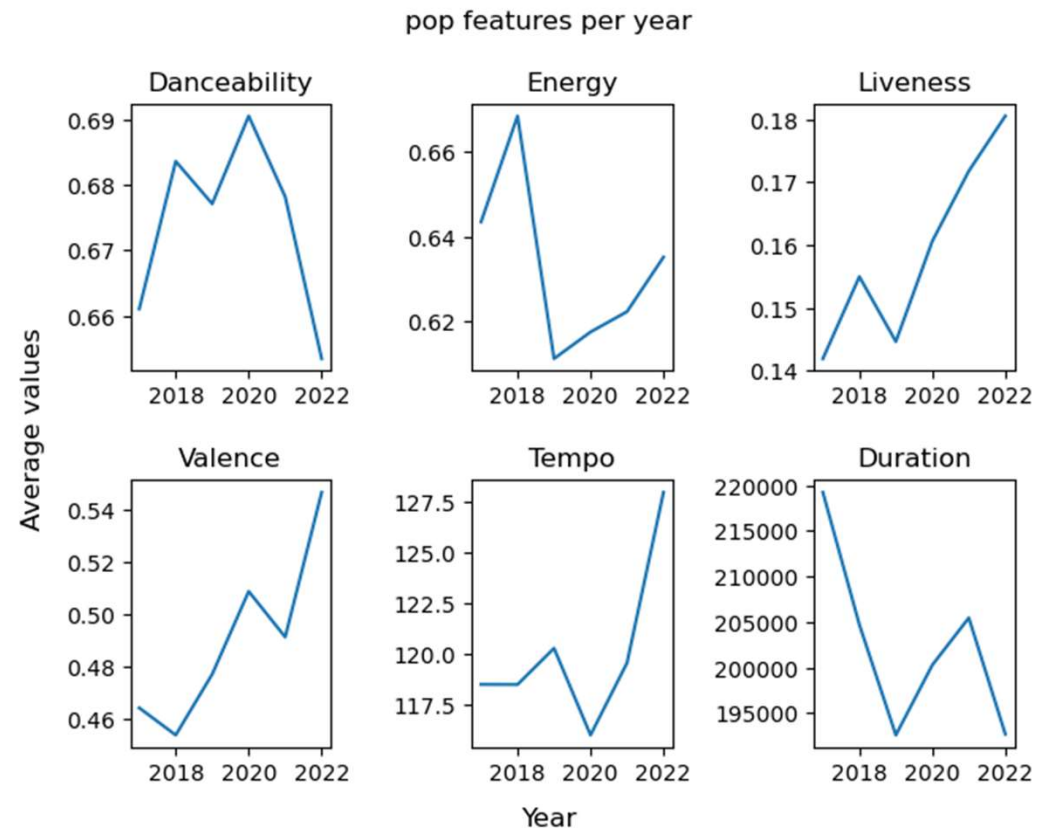 pop features per year
Danceability
0.69
0.68
0.67
0.66
2018 2020 2022
Energy
0.66
0.64
0.62
2018 2020 2022
Liveness
0.18
0.17
0.16
0.15
0.14
2018 2020 2022
Average values
Valence
0.54
0.52
0.50
0.48
0.46
2018 2020 2022
Tempo
127.5
125.0
122.5
120.0
117.5
2018 2020 2022
Duration
220000
215000
210000
205000
200000
195000
2018 2020 2022
Year